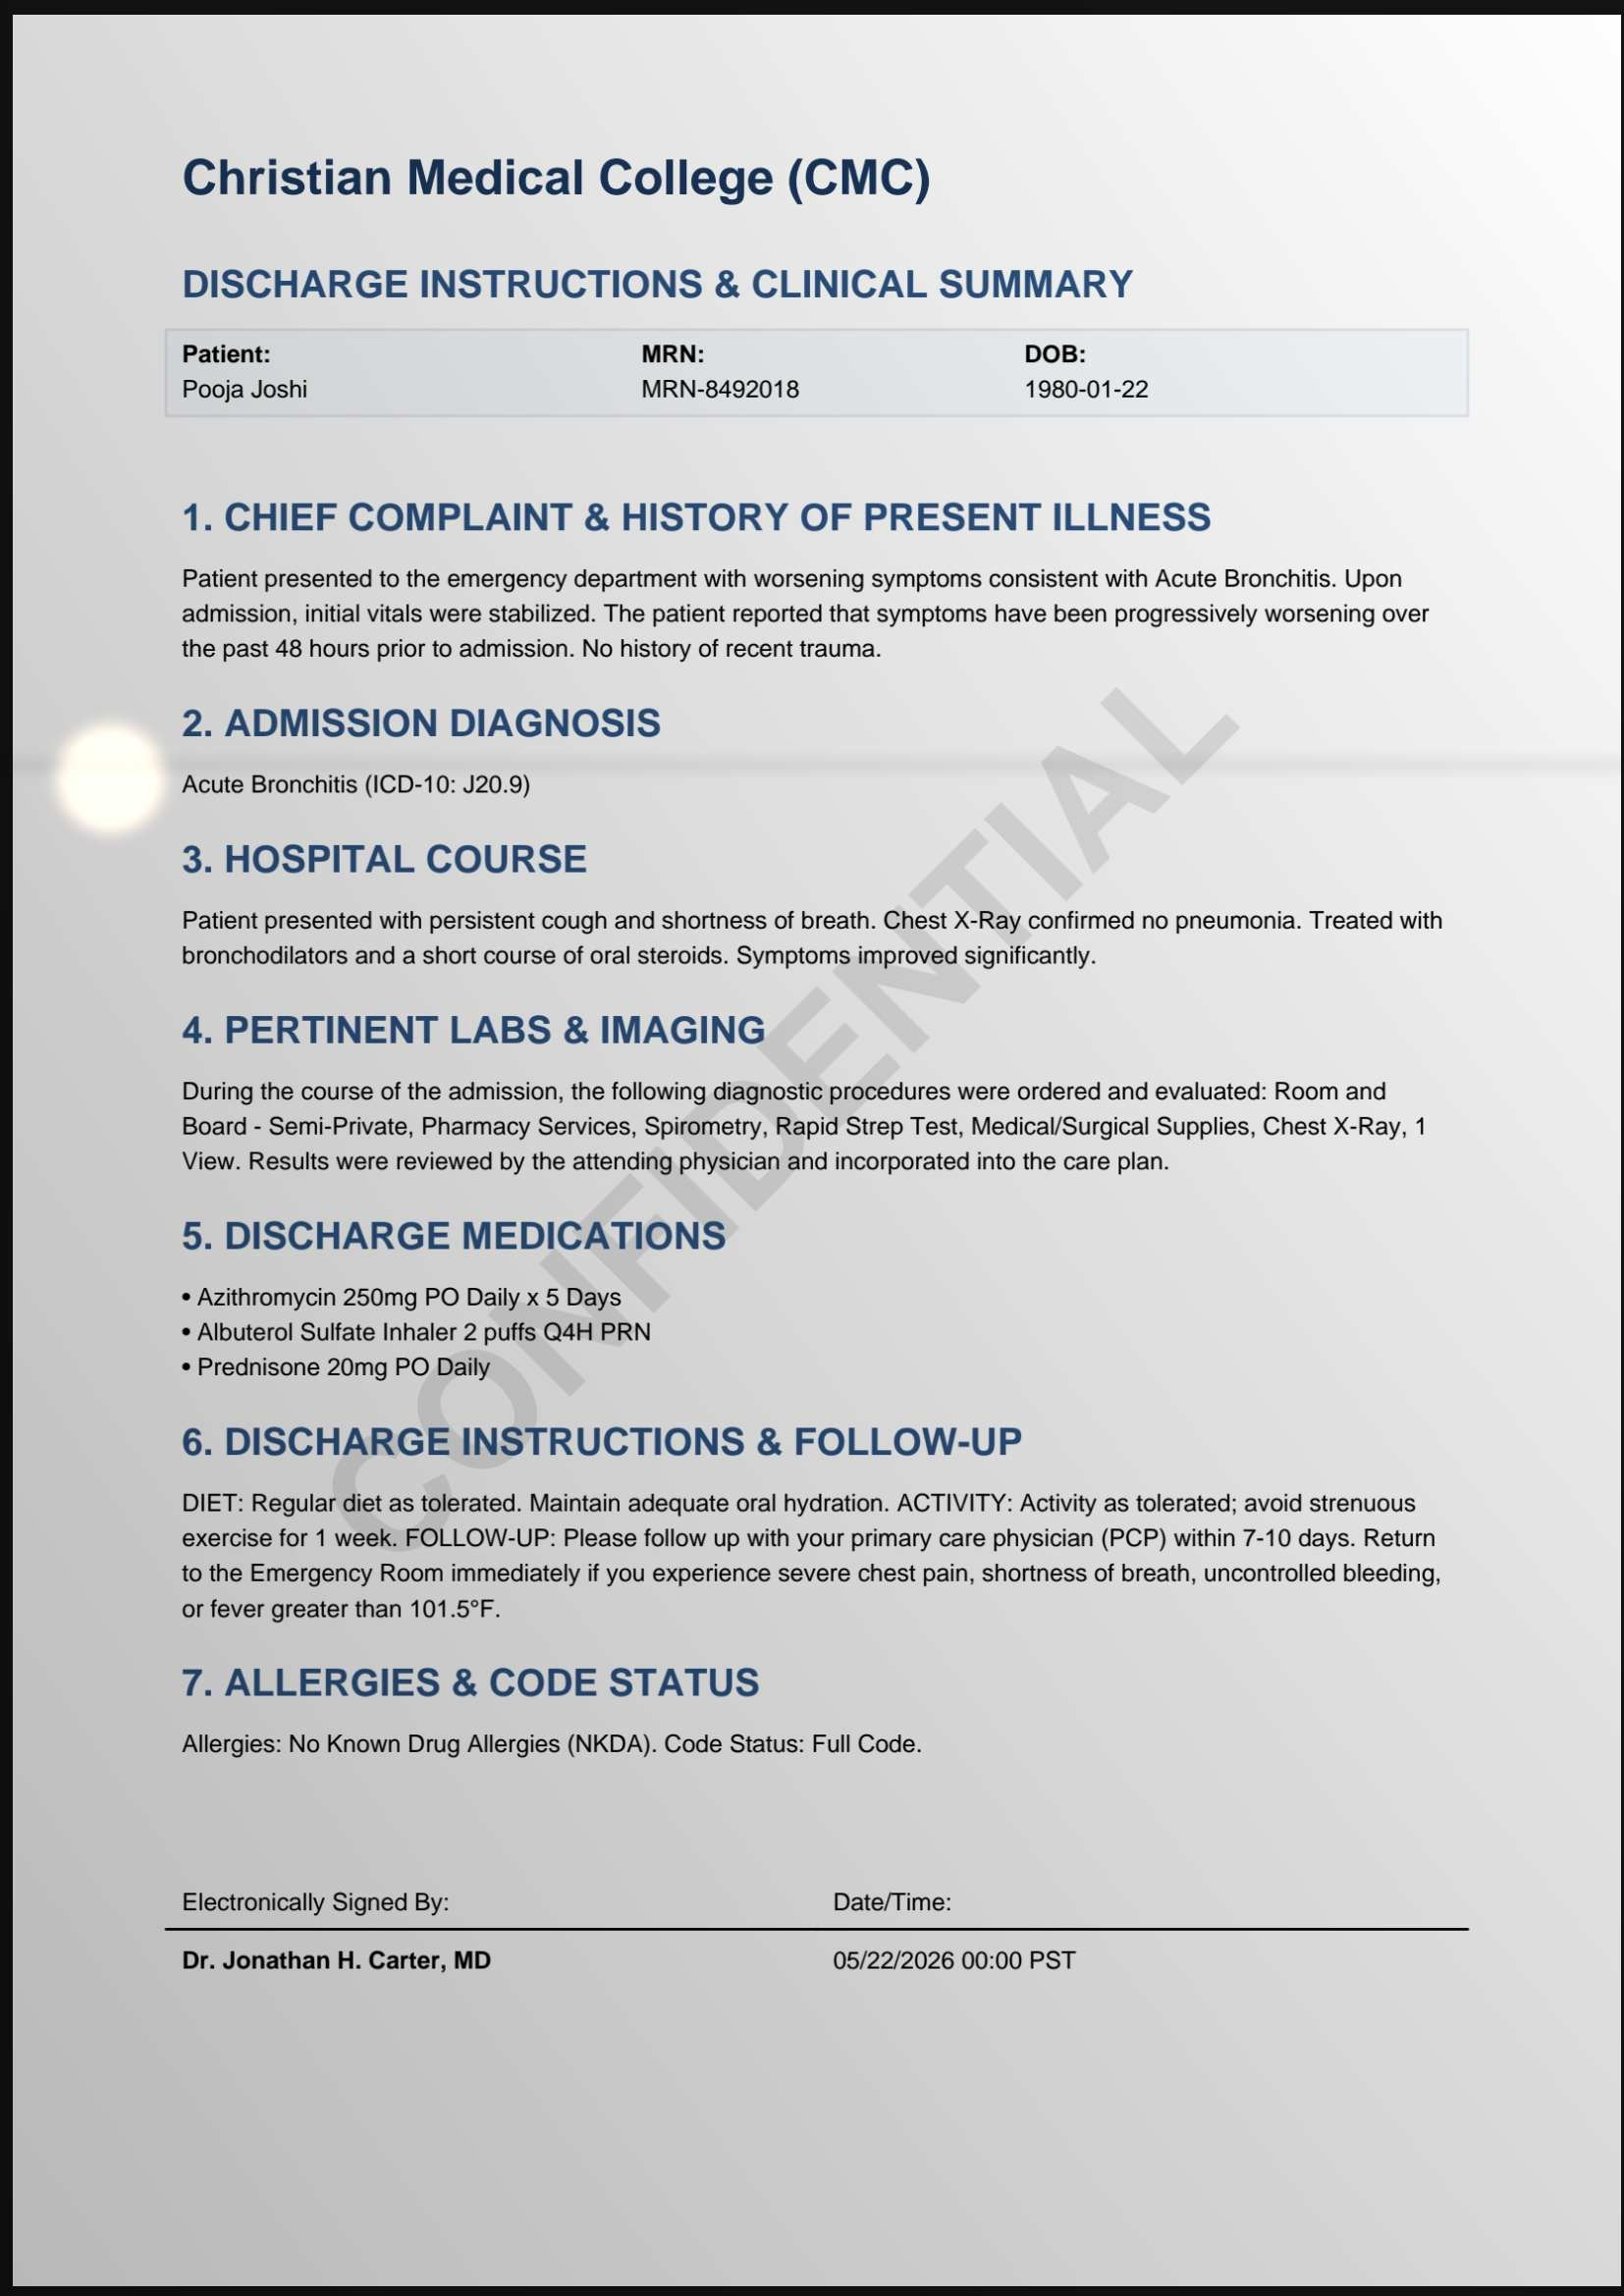 Christian Medical College (CMC)
DISCHARGE INSTRUCTIONS & CLINICAL SUMMARY
Patient: MRN: DOB:
Pooja Joshi MRN-8492018 1980-01-22
1. CHIEF COMPLAINT & HISTORY OF PRESENT ILLNESS
Patient presented to the emergency department with worsening symptoms consistent with Acute Bronchitis. Upon
admission, initial vitals were stabilized. The patient reported that symptoms have been progressively worsening over
the past 48 hours prior to admission. No history of recent trauma.
2. ADMISSION DIAGNOSIS
Acute Bronchitis (ICD-10: J20.9)
3. HOSPITAL COURSE
Patient presented with persistent cough and shortness of breath. Chest X-Ray confirmed no pneumonia. Treated with
bronchodilators and a short course of oral steroids. Symptoms improved significantly.
4. PERTINENT LABS & IMAGING
During the course of the admission, the following diagnostic procedures were ordered and evaluated: Room and
Board - Semi-Private, Pharmacy Services, Spirometry, Rapid Strep Test, Medical/Surgical Supplies, Chest X-Ray, 1
View. Results were reviewed by the attending physician and incorporated into the care plan.
5. DISCHARGE MEDICATIONS
• Azithromycin 250mg PO Daily x 5 Days
• Albuterol Sulfate Inhaler 2 puffs Q4H PRN
• Prednisone 20mg PO Daily
6. DISCHARGE INSTRUCTIONS & FOLLOW-UP
DIET: Regular diet as tolerated. Maintain adequate oral hydration. ACTIVITY: Activity as tolerated; avoid strenuous
exercise for 1 week. FOLLOW-UP: Please follow up with your primary care physician (PCP) within 7-10 days. Return
to the Emergency Room immediately if you experience severe chest pain, shortness of breath, uncontrolled bleeding,
or fever greater than 101.5°F.
7. ALLERGIES & CODE STATUS
Allergies: No Known Drug Allergies (NKDA). Code Status: Full Code.
Electronically Signed By: Date/Time:
Dr. Jonathan H. Carter, MD 05/22/2026 00:00 PST
CONFIDENTIAL